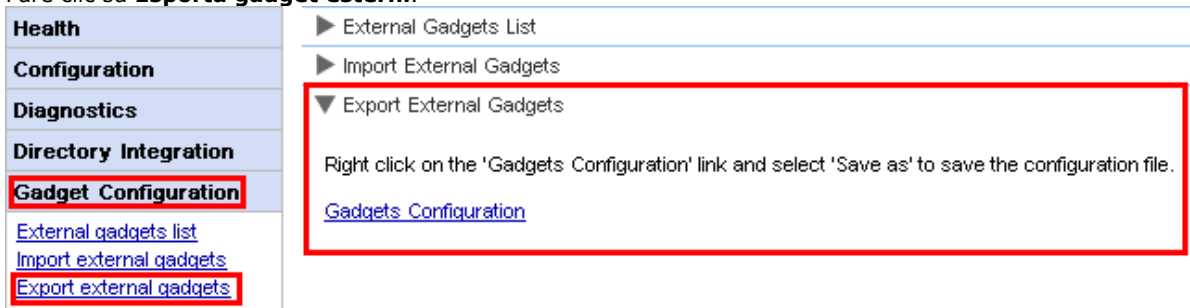 Fare clic su Esporta gadget esterni.
Health
Configuration
Diagnostics
Directory Integration
Gadget Configuration
External gadgets list
Import external gadgets
Export external gadgets
External Gadgets List
Import External Gadgets
Export External Gadgets
Right click on the 'Gadgets Configuration' link and select 'Save as' to save the configuration file.
Gadgets Configuration